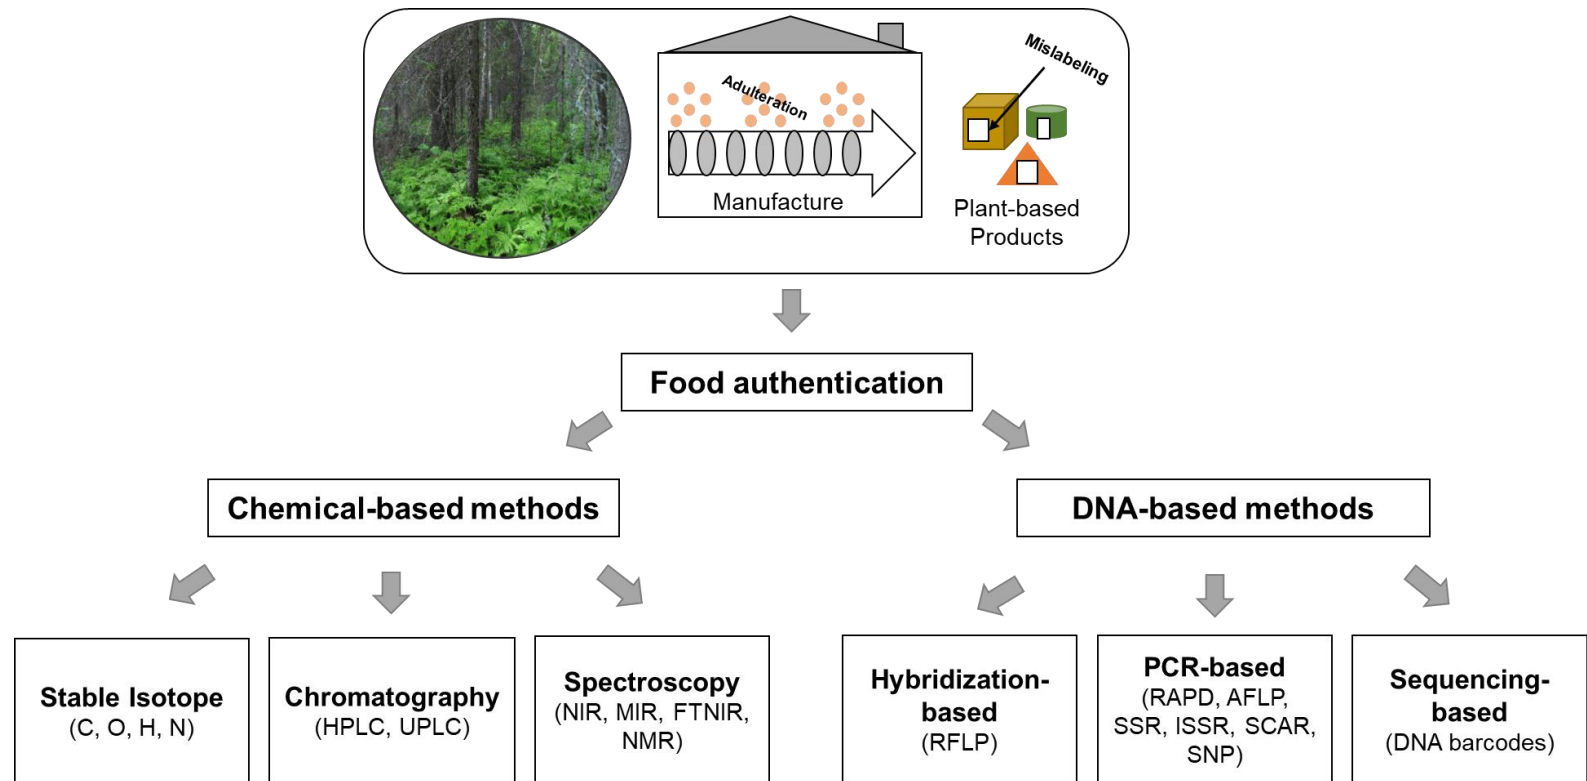 Adulteration
Manufacture
Mislabeling
Plant-based
Products
Food authentication
Chemical-based methods
DNA-based methods
Stable Isotope
(C, O, H, N)
Chromatography
(HPLC, UPLC)
Spectroscopy
(NIR, MIR, FTNIR,
NMR)
Hybridization-
based
(RFLP)
PCR-based
(RAPD, AFLP,
SSR, ISSR, SCAR,
SNP)
Sequencing-
based
(DNA barcodes)